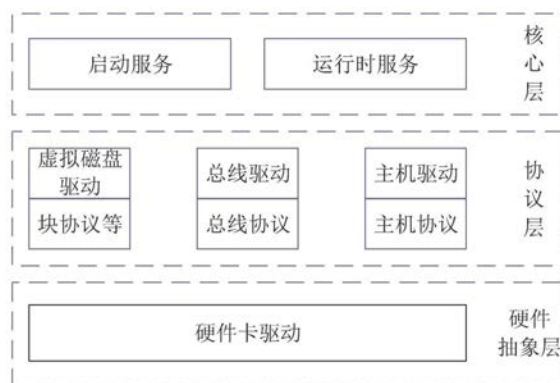 启动服务
运行时服务
核
心
层
虚拟磁盘
驱动
总线驱动
主机驱动
块协议等
总线协议
主机协议
协
议
层
硬件卡驱动
硬件
抽象层